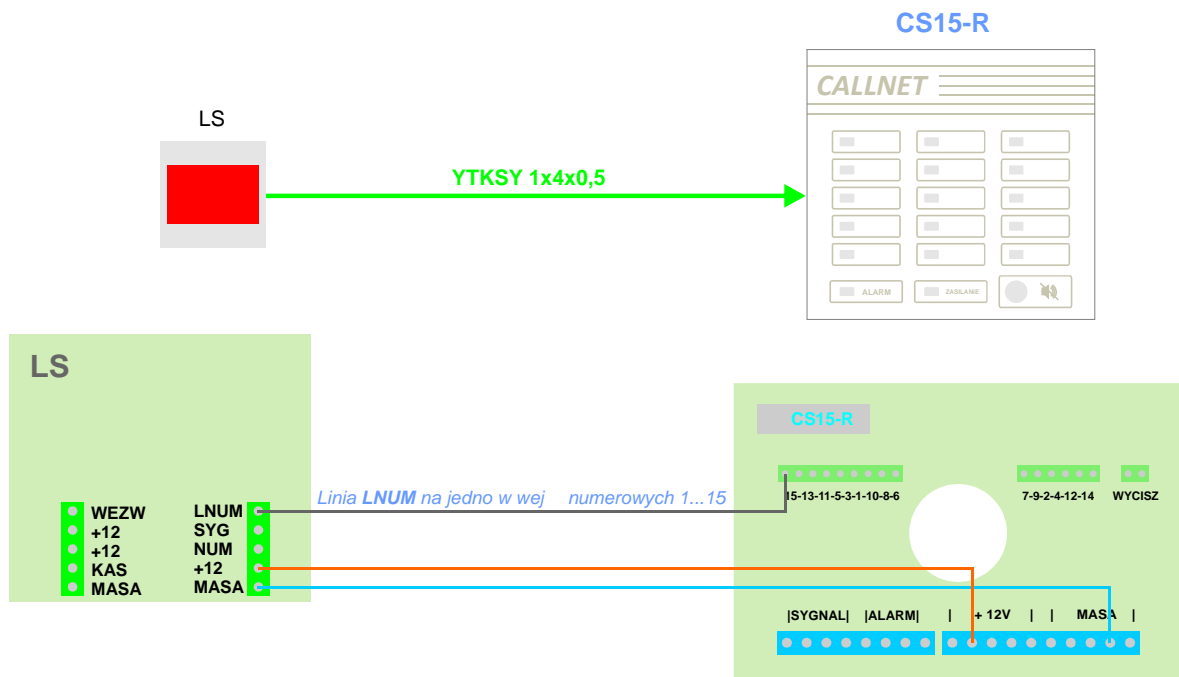 CS15-R
CALLNET
LS
YTKSY 1x4x0,5
ALARM
ZASILANIE
LS
CS15-R
Linia LNUM na jedno w wej numerowych 1...15
15-13-11-5-3-1-10-8-6
7-9-2-4-12-14
WYCISZ
WEZW
+12
+12
KAS
MASA
LNUM
SYG
NUM
+12
MASA
|SYGNAL| |ALARM| | + 12V | | MASA |